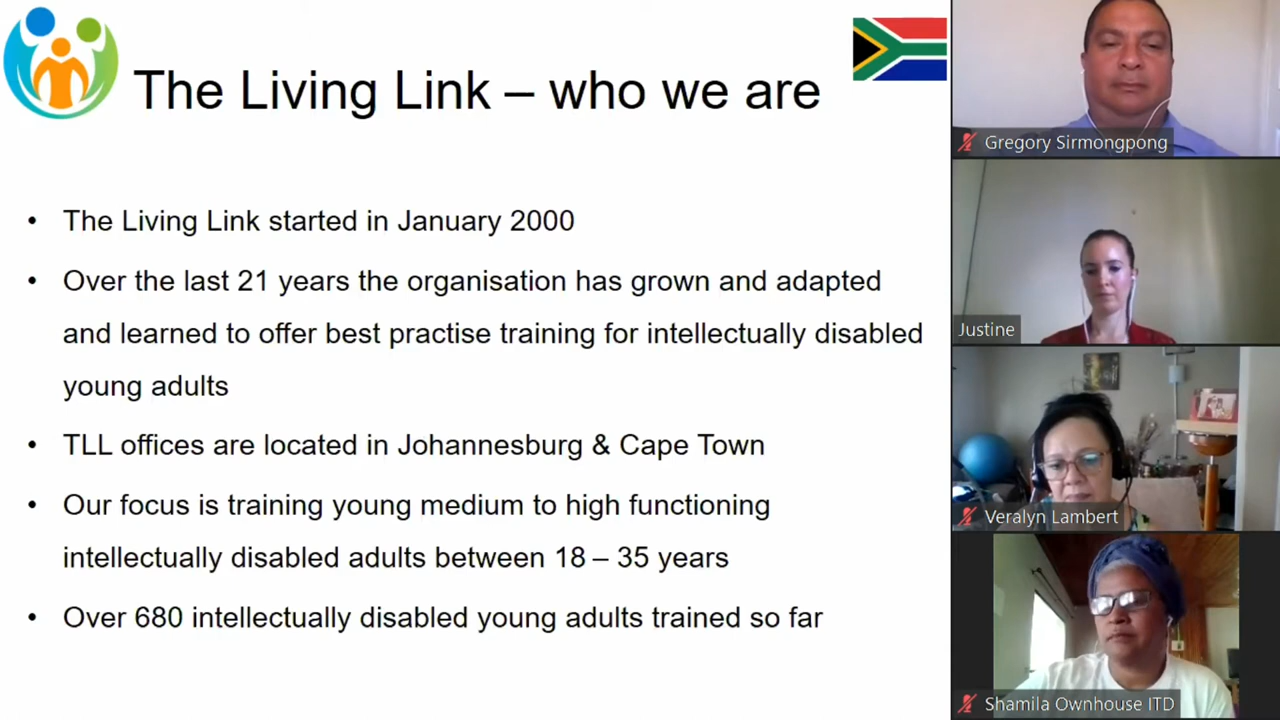 The Living Link – who we are
• The Living Link started in January 2000
• Over the last 21 years the organisation has grown and adapted
and learned to offer best practise training for intellectually disabled
young adults
• TLL offices are located in Johannesburg & Cape Town
• Our focus is training young medium to high functioning
intellectually disabled adults between 18 – 35 years
• Over 680 intellectually disabled young adults trained so far
Gregory Sirmongpong
Justine
Veralyn Lambert
Shamila Ownhouse ITD